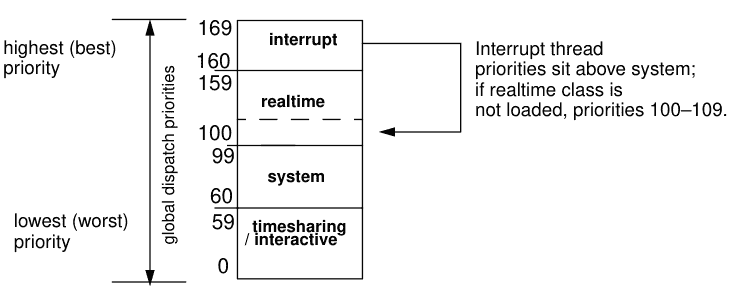 highest (best)
priority
lowest (worst)
priority
global dispatch priorities
169
interrupt
160
159
realtime
100
99
system
60
59
timesharing
/ interactive
0
Interrupt thread
priorities sit above system;
if realtime class is
not loaded, priorities 100–109.